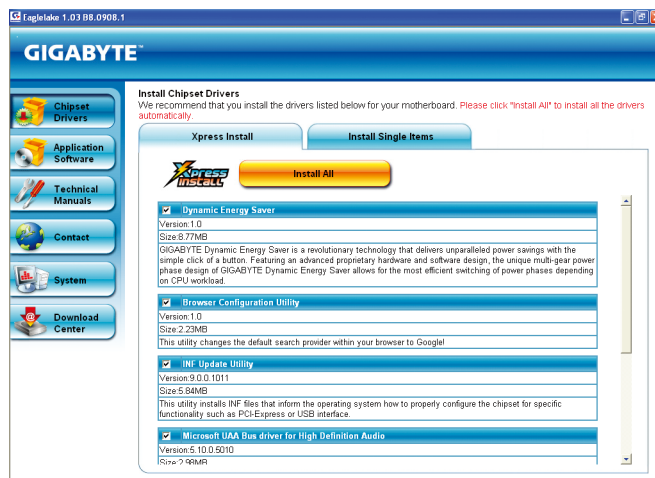 Eaglelake 1.03 B8.0908.1
GIGABYTE™
Chipset
Drivers
Application
Software
Technical
Manuals
Contact
System
Download
Center
Install Chipset Drivers
We recommend that you install the drivers listed below for your motherboard. Please click "Install All" to install all the drivers
automatically.
Xpress Install
Install Single Items
Xpress
Install
Install All
Dynamic Energy Saver
Version:1.0
Size:8.77MB
GIGABYTE Dynamic Energy Saver is a revolutionary technology that delivers unparalleled power savings with the
simple click of a button. Featuring an advanced proprietary hardware and software design, the unique multi-gear power
phase design of GIGABYTE Dynamic Energy Saver allows for the most efficient switching of power phases depending
on CPU workload.
Browser Configuration Utility
Version:1.0
Size:2.23MB
This utility changes the default search provider within your browser to Google!
INF Update Utility
Version:9.0.0.1011
Size:5.84MB
This utility installs INF files that inform the operating system how to properly configure the chipset for specific
functionality such as PCI-Express or USB interface.
Microsoft UAA Bus driver for High Definition Audio
Version:5.10.0.5010
Size:2.98MB